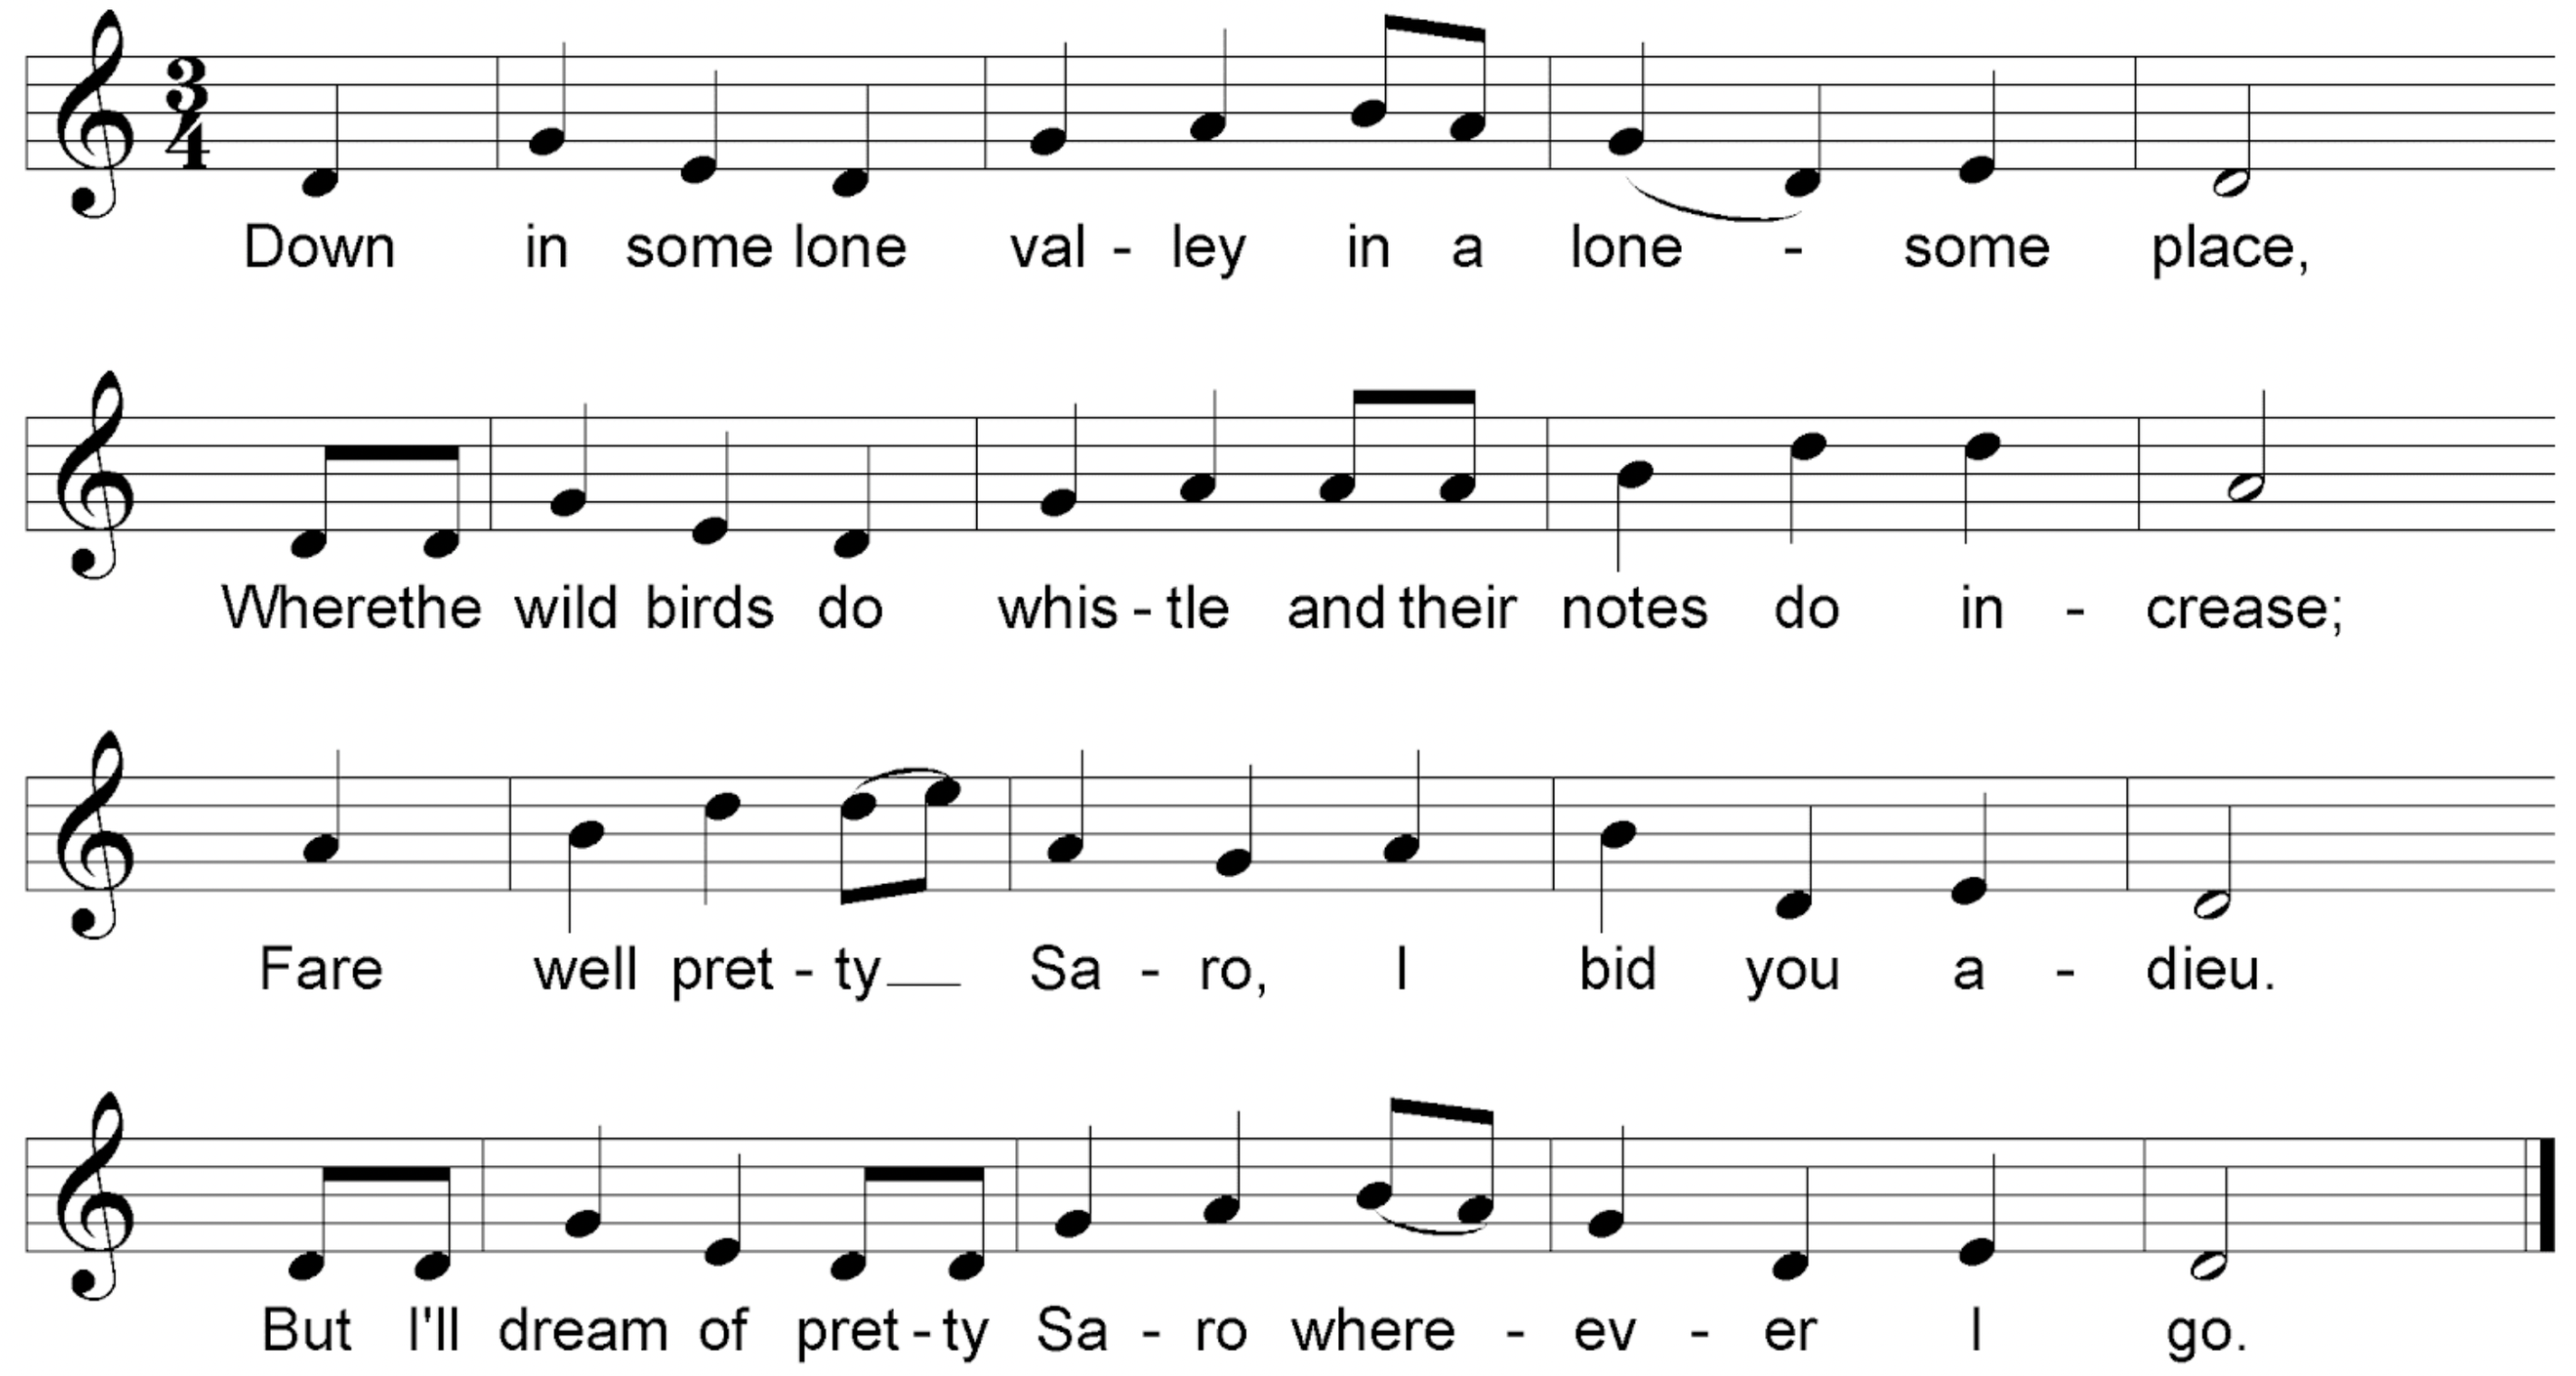 3
4
Down in some lone val - ley in a lone - some place,
Wherethe wild birds do whis - tle and their notes do in - crease;
Fare well pret - ty Sa - ro, I bid you a - dieu.
But I'll dream of pret - ty Sa - ro where - ev - er I go.